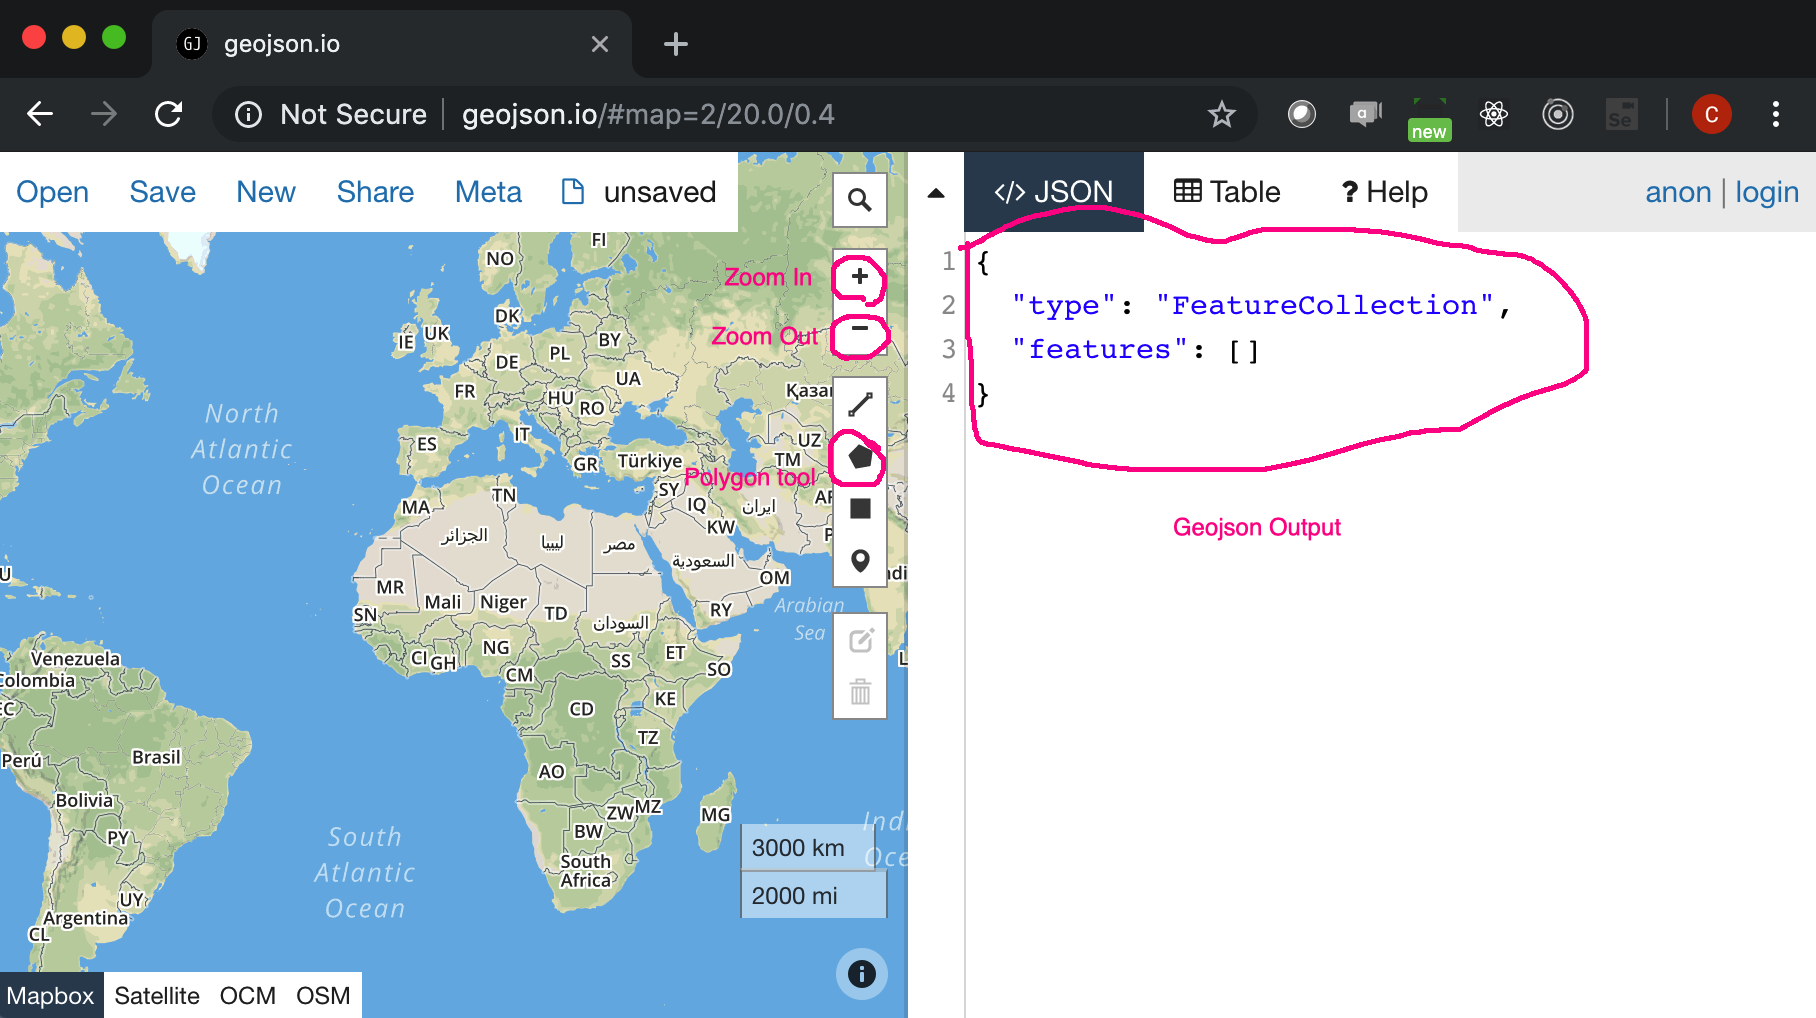 GJ geojson.io
Not Secure geojson.io/#map=2/20.0/0.4
a
new
Se
C
Open Save New Share Meta unsaved
JSON Table ? Help anon | login
1 {
2 "type": "FeatureCollection",
3 "features": []
4 }
Geojson Output
Zoom In
Zoom Out
Polygon tool
FI
NO
DK
IE UK
BY
PL
DE
UA
FR
HU
RO
Қазақ
IT
ES
UZ
GR
Türkiye
TM
SY
TN
MA
IQ
ایران
AF
KW
الجزائر
ليبيا
مصر
السعودية
OM
MR
Mali
Niger
TD
SN
RY
السودان
Arabian
Sea
NG
CI
GH
CM
SS
ET
SO
CD
KE
TZ
AO
MZ
ZW
BW
MG
South
Africa
North
Atlantic
Ocean
Venezuela
Colombia
EC
Perú
Brasil
Bolivia
PY
UY
Argentina
CL
South
Atlantic
Ocean
3000 km
2000 mi
Mapbox Satellite OCM OSM